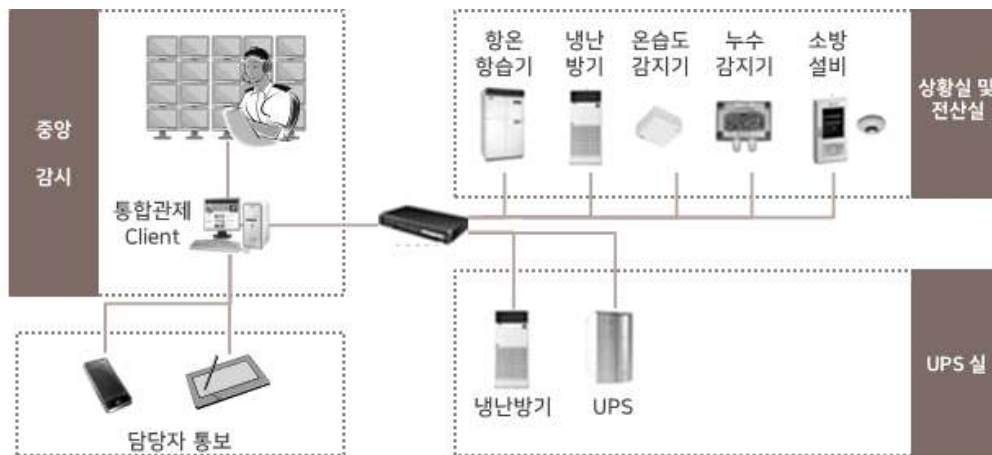 중앙
감시
통합관제
Client
담당자 통보
항온
항습기
냉난
방기
온습도
감지기
누수
감지기
소방
설비
상황실 및
전산실
냉난방기
UPS
UPS 실